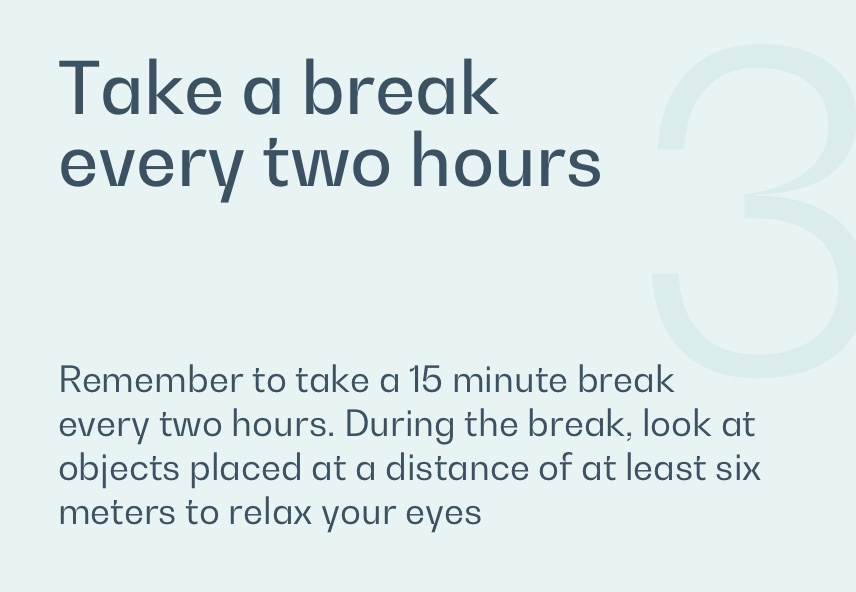 Take a break
every two hours
3
Remember to take a 15 minute break
every two hours. During the break, look at
objects placed at a distance of at least six
meters to relax your eyes